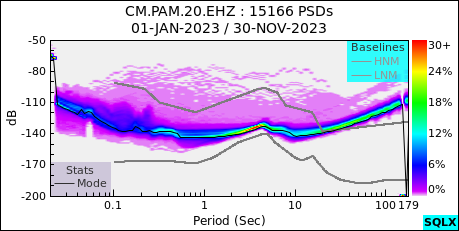 CM.PAM.20.EHZ : 15166 PSDs
01-JAN-2023 / 30-NOV-2023
-50
-80
-110
-140
-170
-200
dB
Baselines
HNM
LNM
Stats
Mode
0.1
1
10
100
179
Period (Sec)
30+
24%
18%
12%
6%
0%
SQLX